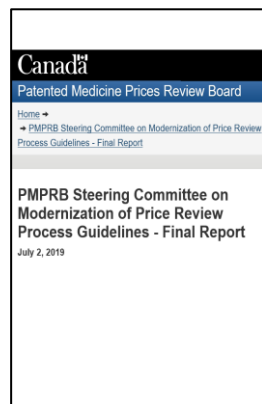 Canada
Patented Medicine Prices Review Board
Home ➔
➔ PMPRB Steering Committee on Modernization of Price Review
Process Guidelines - Final Report
PMPRB Steering Committee on
Modernization of Price Review
Process Guidelines - Final Report
July 2, 2019